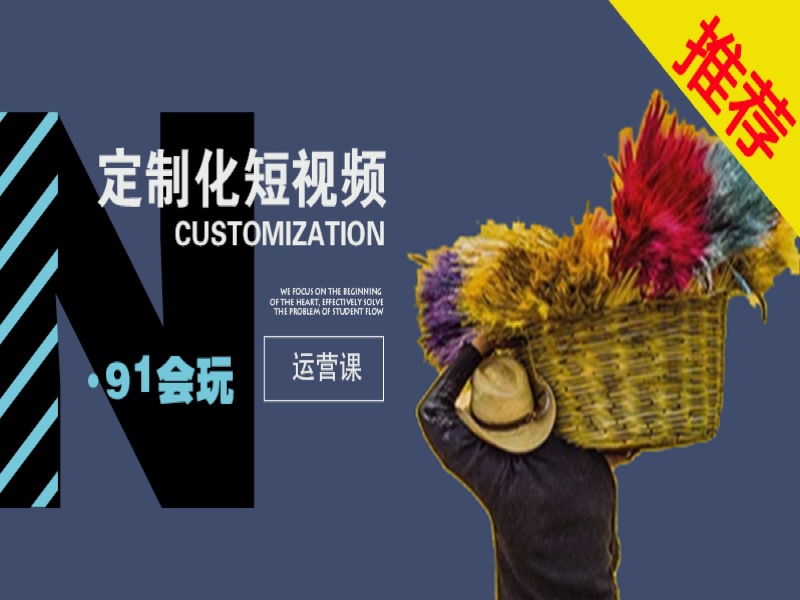 推荐
定制化短视频
CUSTOMIZATION
WE FOCUS ON THE BEGINNING
OF THE HEART, EFFECTIVELY SOLVE
THE PROBLEM OF STUDENT FLOW
·91会玩
运营课
N